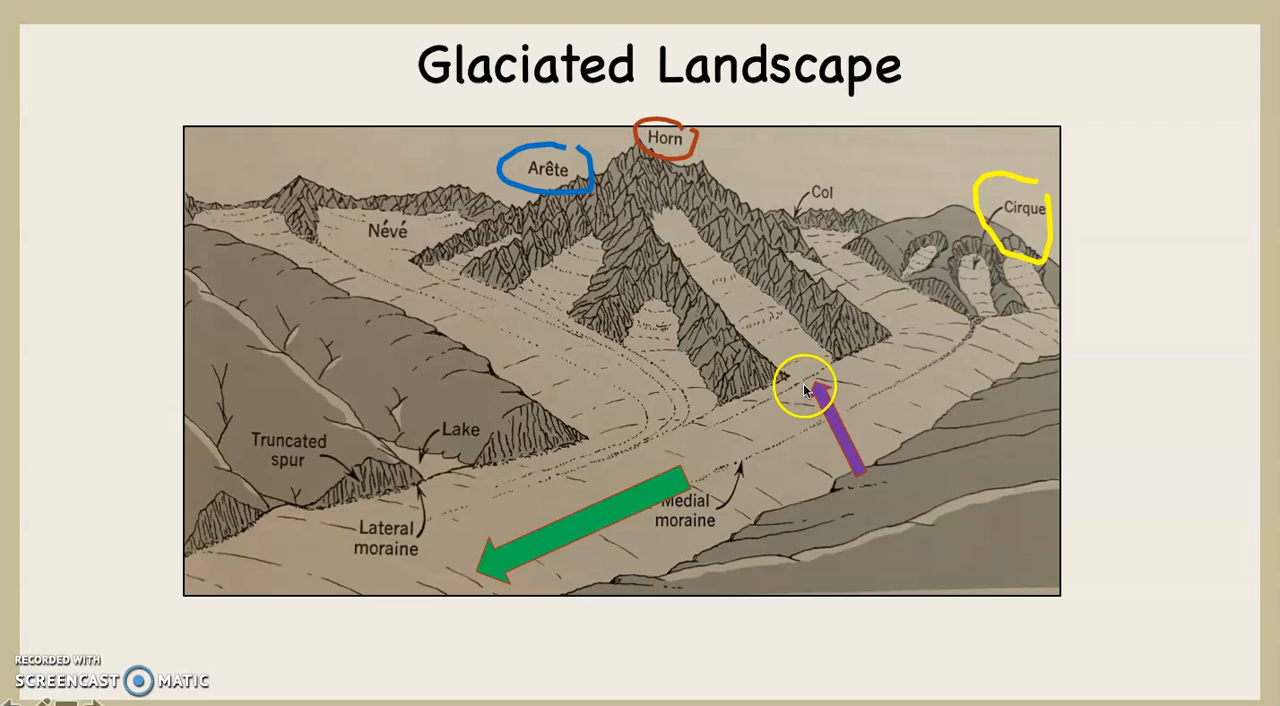 Glaciated Landscape
Horn
Arête
Col
Cirque
Névé
Lake
Truncated
spur
Medial
moraine
Lateral
moraine
RECORDED WITH
SCREENCAST MATIC